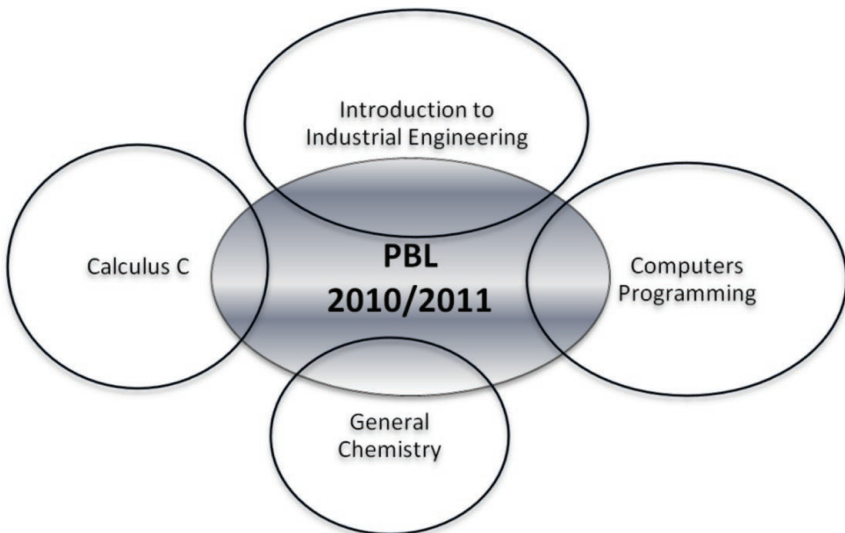 Introduction to
Industrial Engineering
Calculus C
PBL
2010/2011
Computers
Programming
General
Chemistry